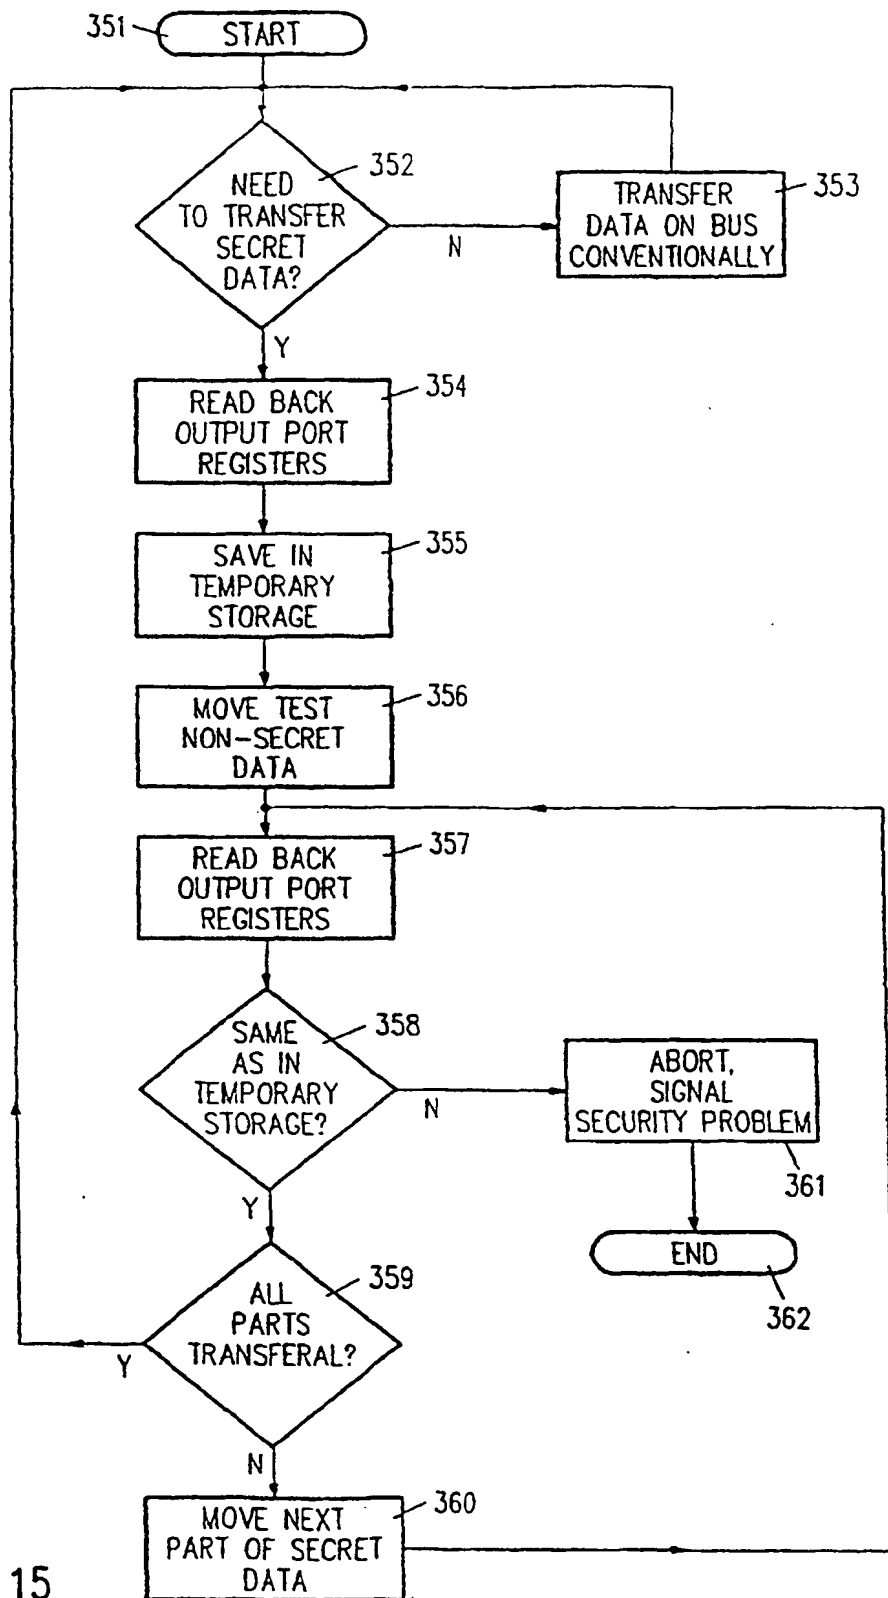 351
START
352
NEED
TO TRANSFER
SECRET
DATA?
N
353
TRANSFER
DATA ON BUS
CONVENTIONALLY
Y
354
READ BACK
OUTPUT PORT
REGISTERS
355
SAVE IN
TEMPORARY
STORAGE
356
MOVE TEST
NON-SECRET
DATA
357
READ BACK
OUTPUT PORT
REGISTERS
358
SAME
AS IN
TEMPORARY
STORAGE?
N
ABORT,
SIGNAL
SECURITY PROBLEM
361
Y
END
362
359
ALL
PARTS
TRANSFERAL?
Y
N
360
MOVE NEXT
PART OF SECRET
DATA
15